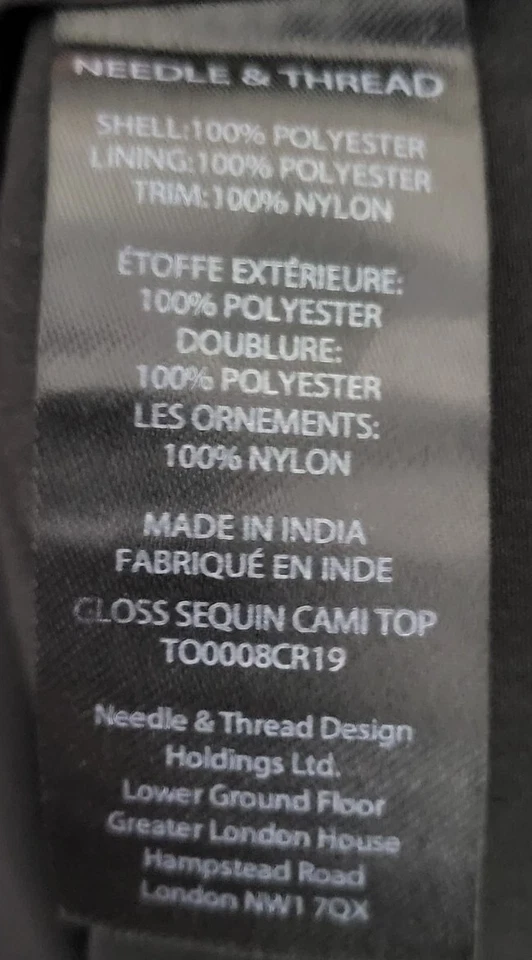 NEEDLE & THREAD
SHELL:100% POLYESTER
LINING:100% POLYESTER
TRIM:100% NYLON
ÉTOFFE EXTÉRIEURE:
100% POLYESTER
DOUBLURE:
100% POLYESTER
LES ORNEMENTS:
100% NYLON
MADE IN INDIA
FABRIQUÉ EN INDE
GLOSS SEQUIN CAMI TOP
TO0008CR19
Needle & Thread Design
Holdings Ltd.
Lower Ground Floor
Greater London House
Hampstead Road
London NW1 7QX